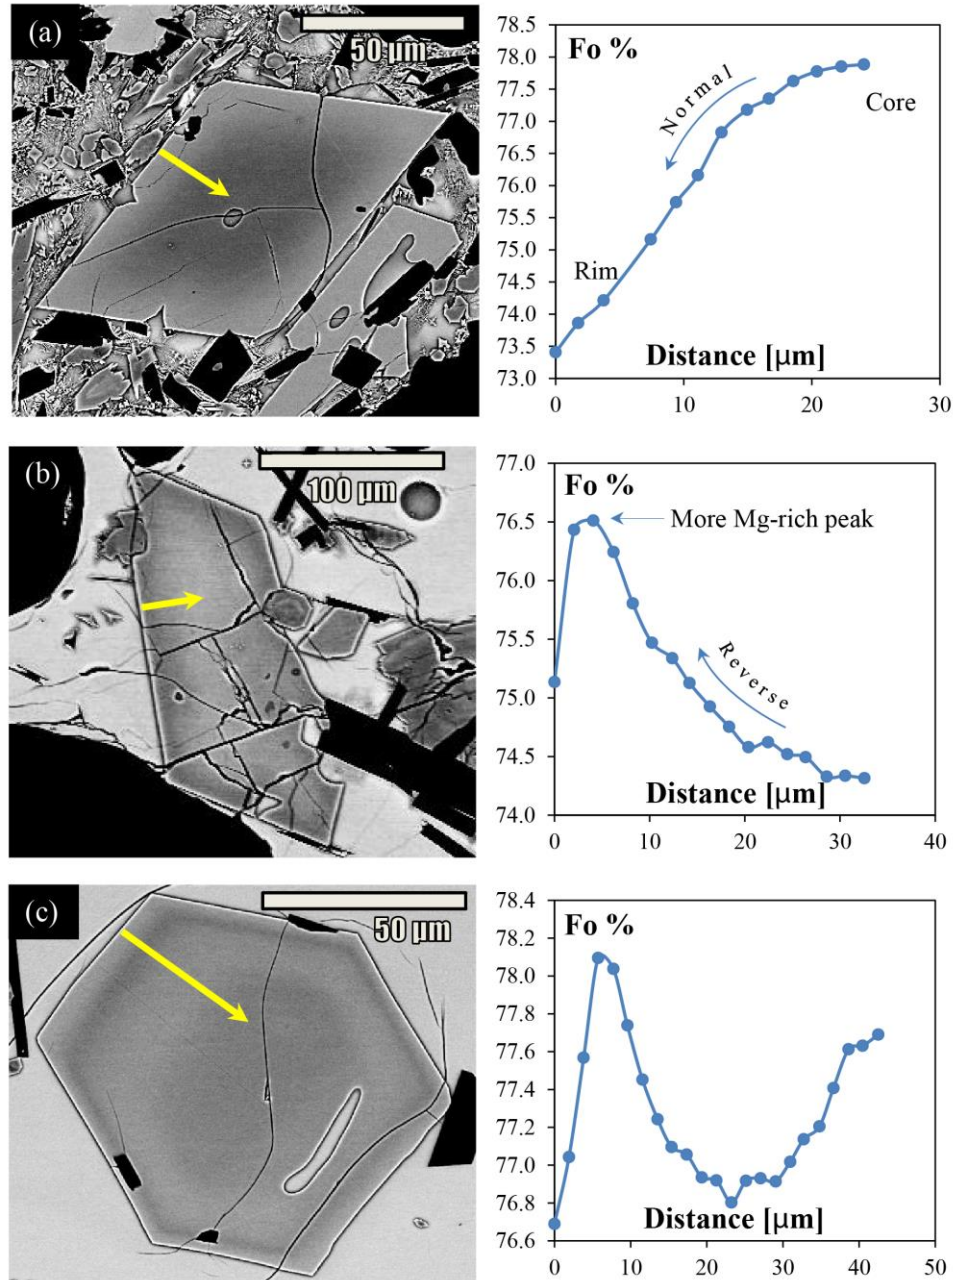 (a)
50 µm
78.5
78.0
77.5
77.0
76.5
76.0
75.5
75.0
74.5
74.0
73.5
73.0
Fo %
Normal
Core
Rim
Distance [µm]
0
10
20
30
(b)
100 µm
77.0
76.5
76.0
75.5
75.0
74.5
74.0
Fo %
More Mg-rich peak
Reverse
Distance [µm]
0
10
20
30
40
(c)
50 µm
78.4
78.2
78.0
77.8
77.6
77.4
77.2
77.0
76.8
76.6
Fo %
Distance [µm]
0
10
20
30
40
50